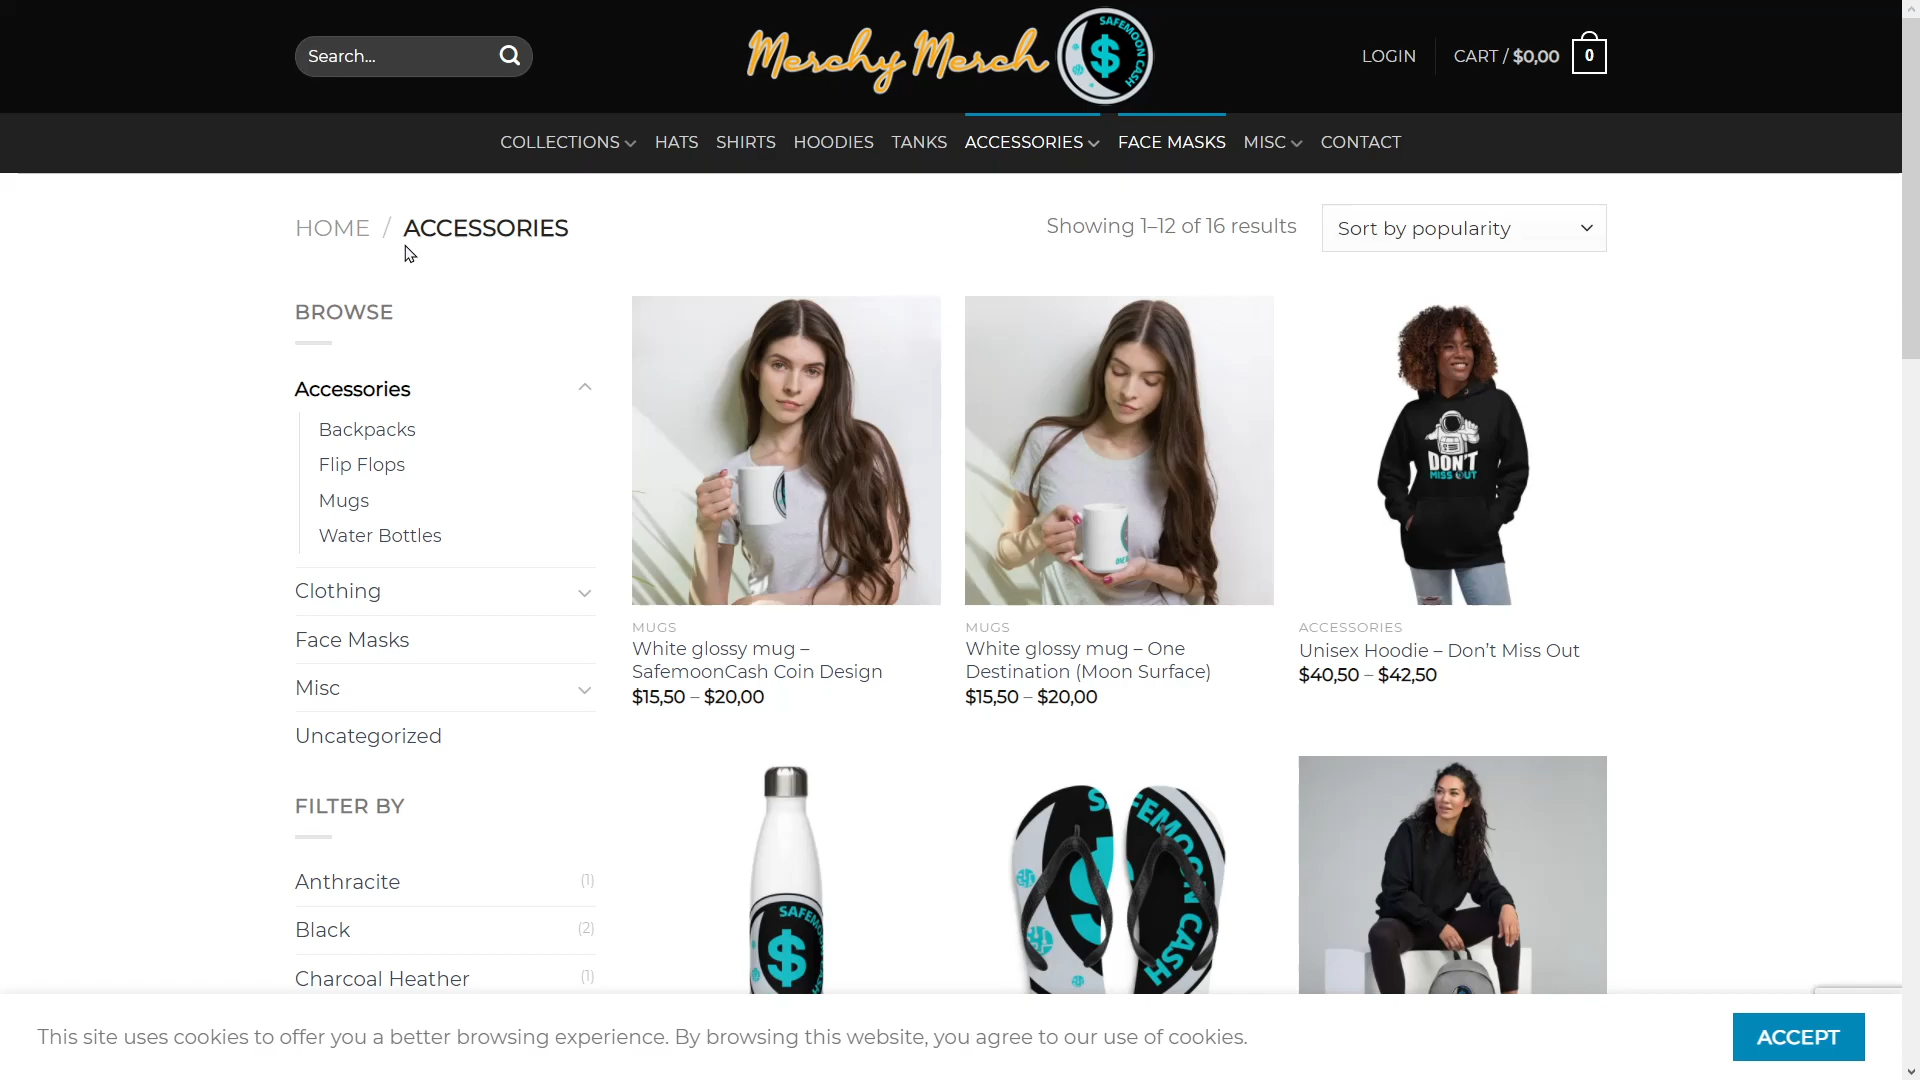 Search...
Merchy Merch
SAFEMOON CASH
$
LOGIN
CART / $0,00
0
COLLECTIONS
HATS
SHIRTS
HOODIES
TANKS
ACCESSORIES
FACE MASKS
MISC
CONTACT
HOME / ACCESSORIES
Showing 1–12 of 16 results
Sort by popularity
BROWSE
Accessories
Backpacks
Flip Flops
Mugs
Water Bottles
Clothing
Face Masks
Misc
Uncategorized
FILTER BY
Anthracite (1)
Black (2)
Charcoal Heather (1)
MUGS
White glossy mug –
SafemoonCash Coin Design
$15,50 – $20,00
MUGS
White glossy mug – One
Destination (Moon Surface)
$15,50 – $20,00
DON'T
MISS OUT
ACCESSORIES
Unisex Hoodie – Don’t Miss Out
$40,50 – $42,50
$
SAFEMOON CASH
$
This site uses cookies to offer you a better browsing experience. By browsing this website, you agree to our use of cookies.
ACCEPT